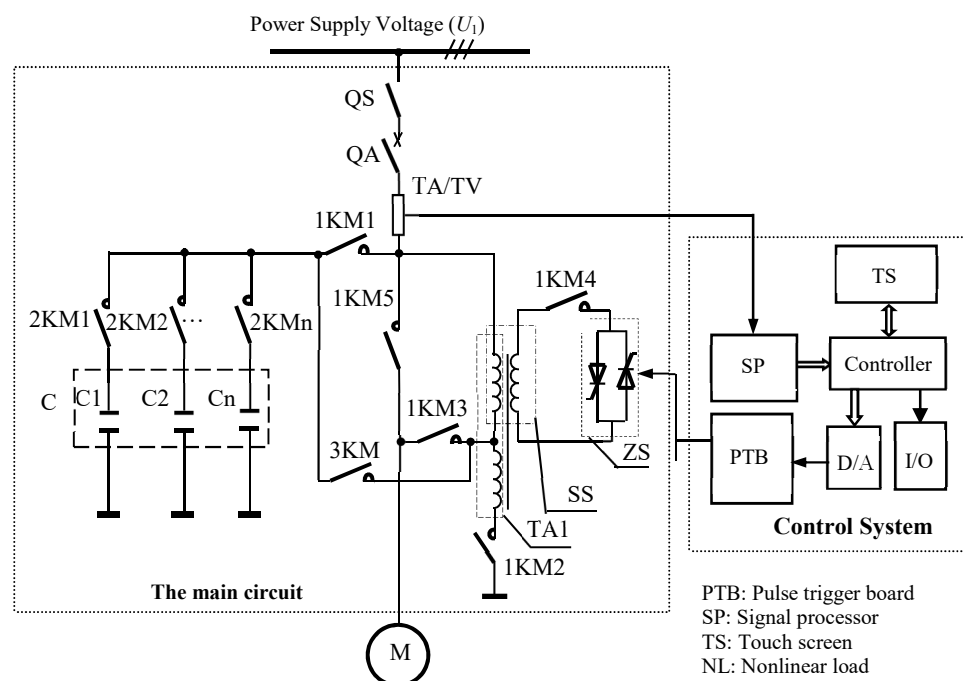 Power Supply Voltage (U1)
QS
QA
TA/TV
1KM1
1KM5
1KM4
TS
2KM1
2KM2
···
2KMn
SP
Controller
C
C1
C2
Cn
1KM3
3KM
ZS
PTB
D/A
I/O
SS
TA1
Control System
1KM2
The main circuit
M
PTB: Pulse trigger board
SP: Signal processor
TS: Touch screen
NL: Nonlinear load